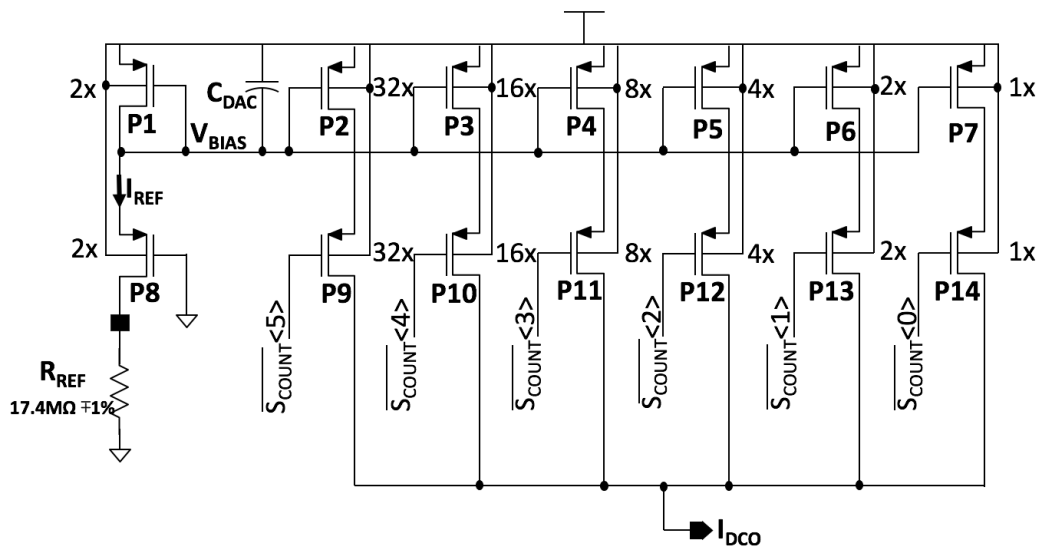 2x
P1
C_DAC
V_BIAS
P2
32x
P3
16x
P4
8x
P5
4x
P6
2x
P7
1x
I_REF
2x
P8
P9
32x
P10
16x
P11
8x
P12
4x
P13
2x
P14
1x
S_COUNT<5>
S_COUNT<4>
S_COUNT<3>
S_COUNT<2>
S_COUNT<1>
S_COUNT<0>
R_REF
17.4MΩ ∓1%
I_DCO